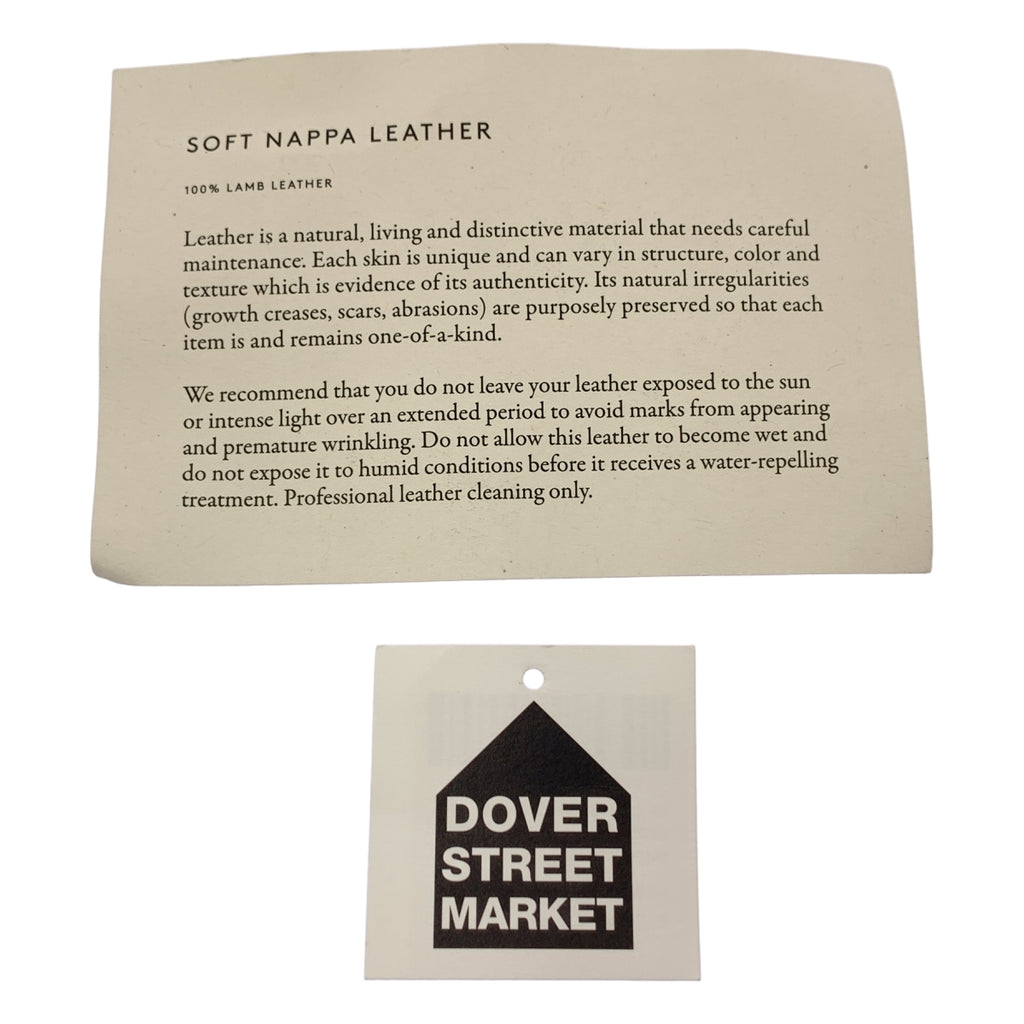 SOFT NAPPA LEATHER
100% LAMB LEATHER
Leather is a natural, living and distinctive material that needs careful
maintenance. Each skin is unique and can vary in structure, color and
texture which is evidence of its authenticity. Its natural irregularities
(growth creases, scars, abrasions) are purposely preserved so that each
item is and remains one-of-a-kind.
We recommend that you do not leave your leather exposed to the sun
or intense light over an extended period to avoid marks from appearing
and premature wrinkling. Do not allow this leather to become wet and
do not expose it to humid conditions before it receives a water-repelling
treatment. Professional leather cleaning only.
DOVER
STREET
MARKET